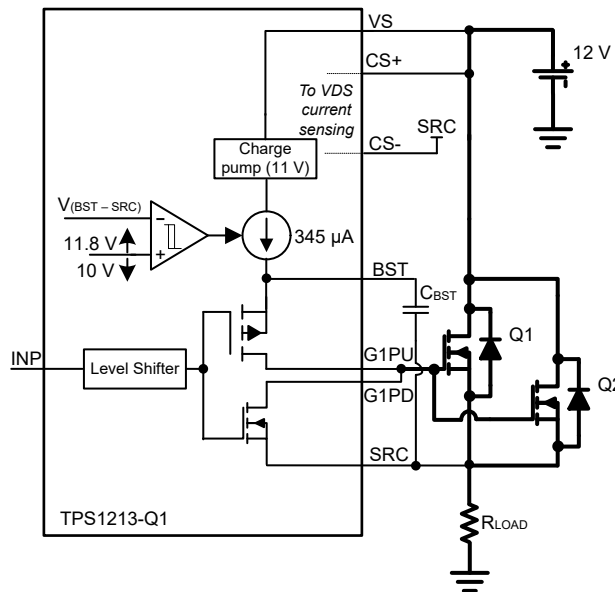 VS
CS+
12 V
To VDS
current
sensing
SRC
CS-
Charge
pump (11 V)
V(BST – SRC)
11.8 V
10 V
-
+
345 µA
BST
CBST
Q1
INP
Level Shifter
G1PU
G1PD
Q2
SRC
TPS1213-Q1
RLOAD